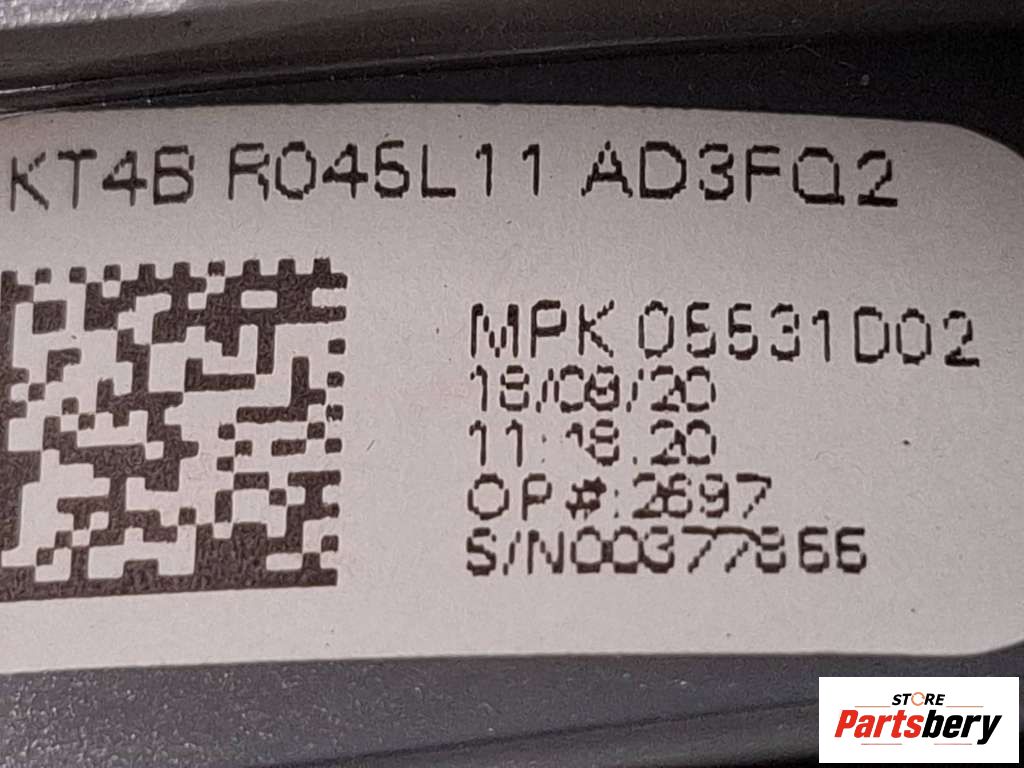 KT4B R045L11 AD3FQ2
MPK 05531D02
18/08/20
11:18:20
OP#:2697
S/N00377866
STORE
Partsbery